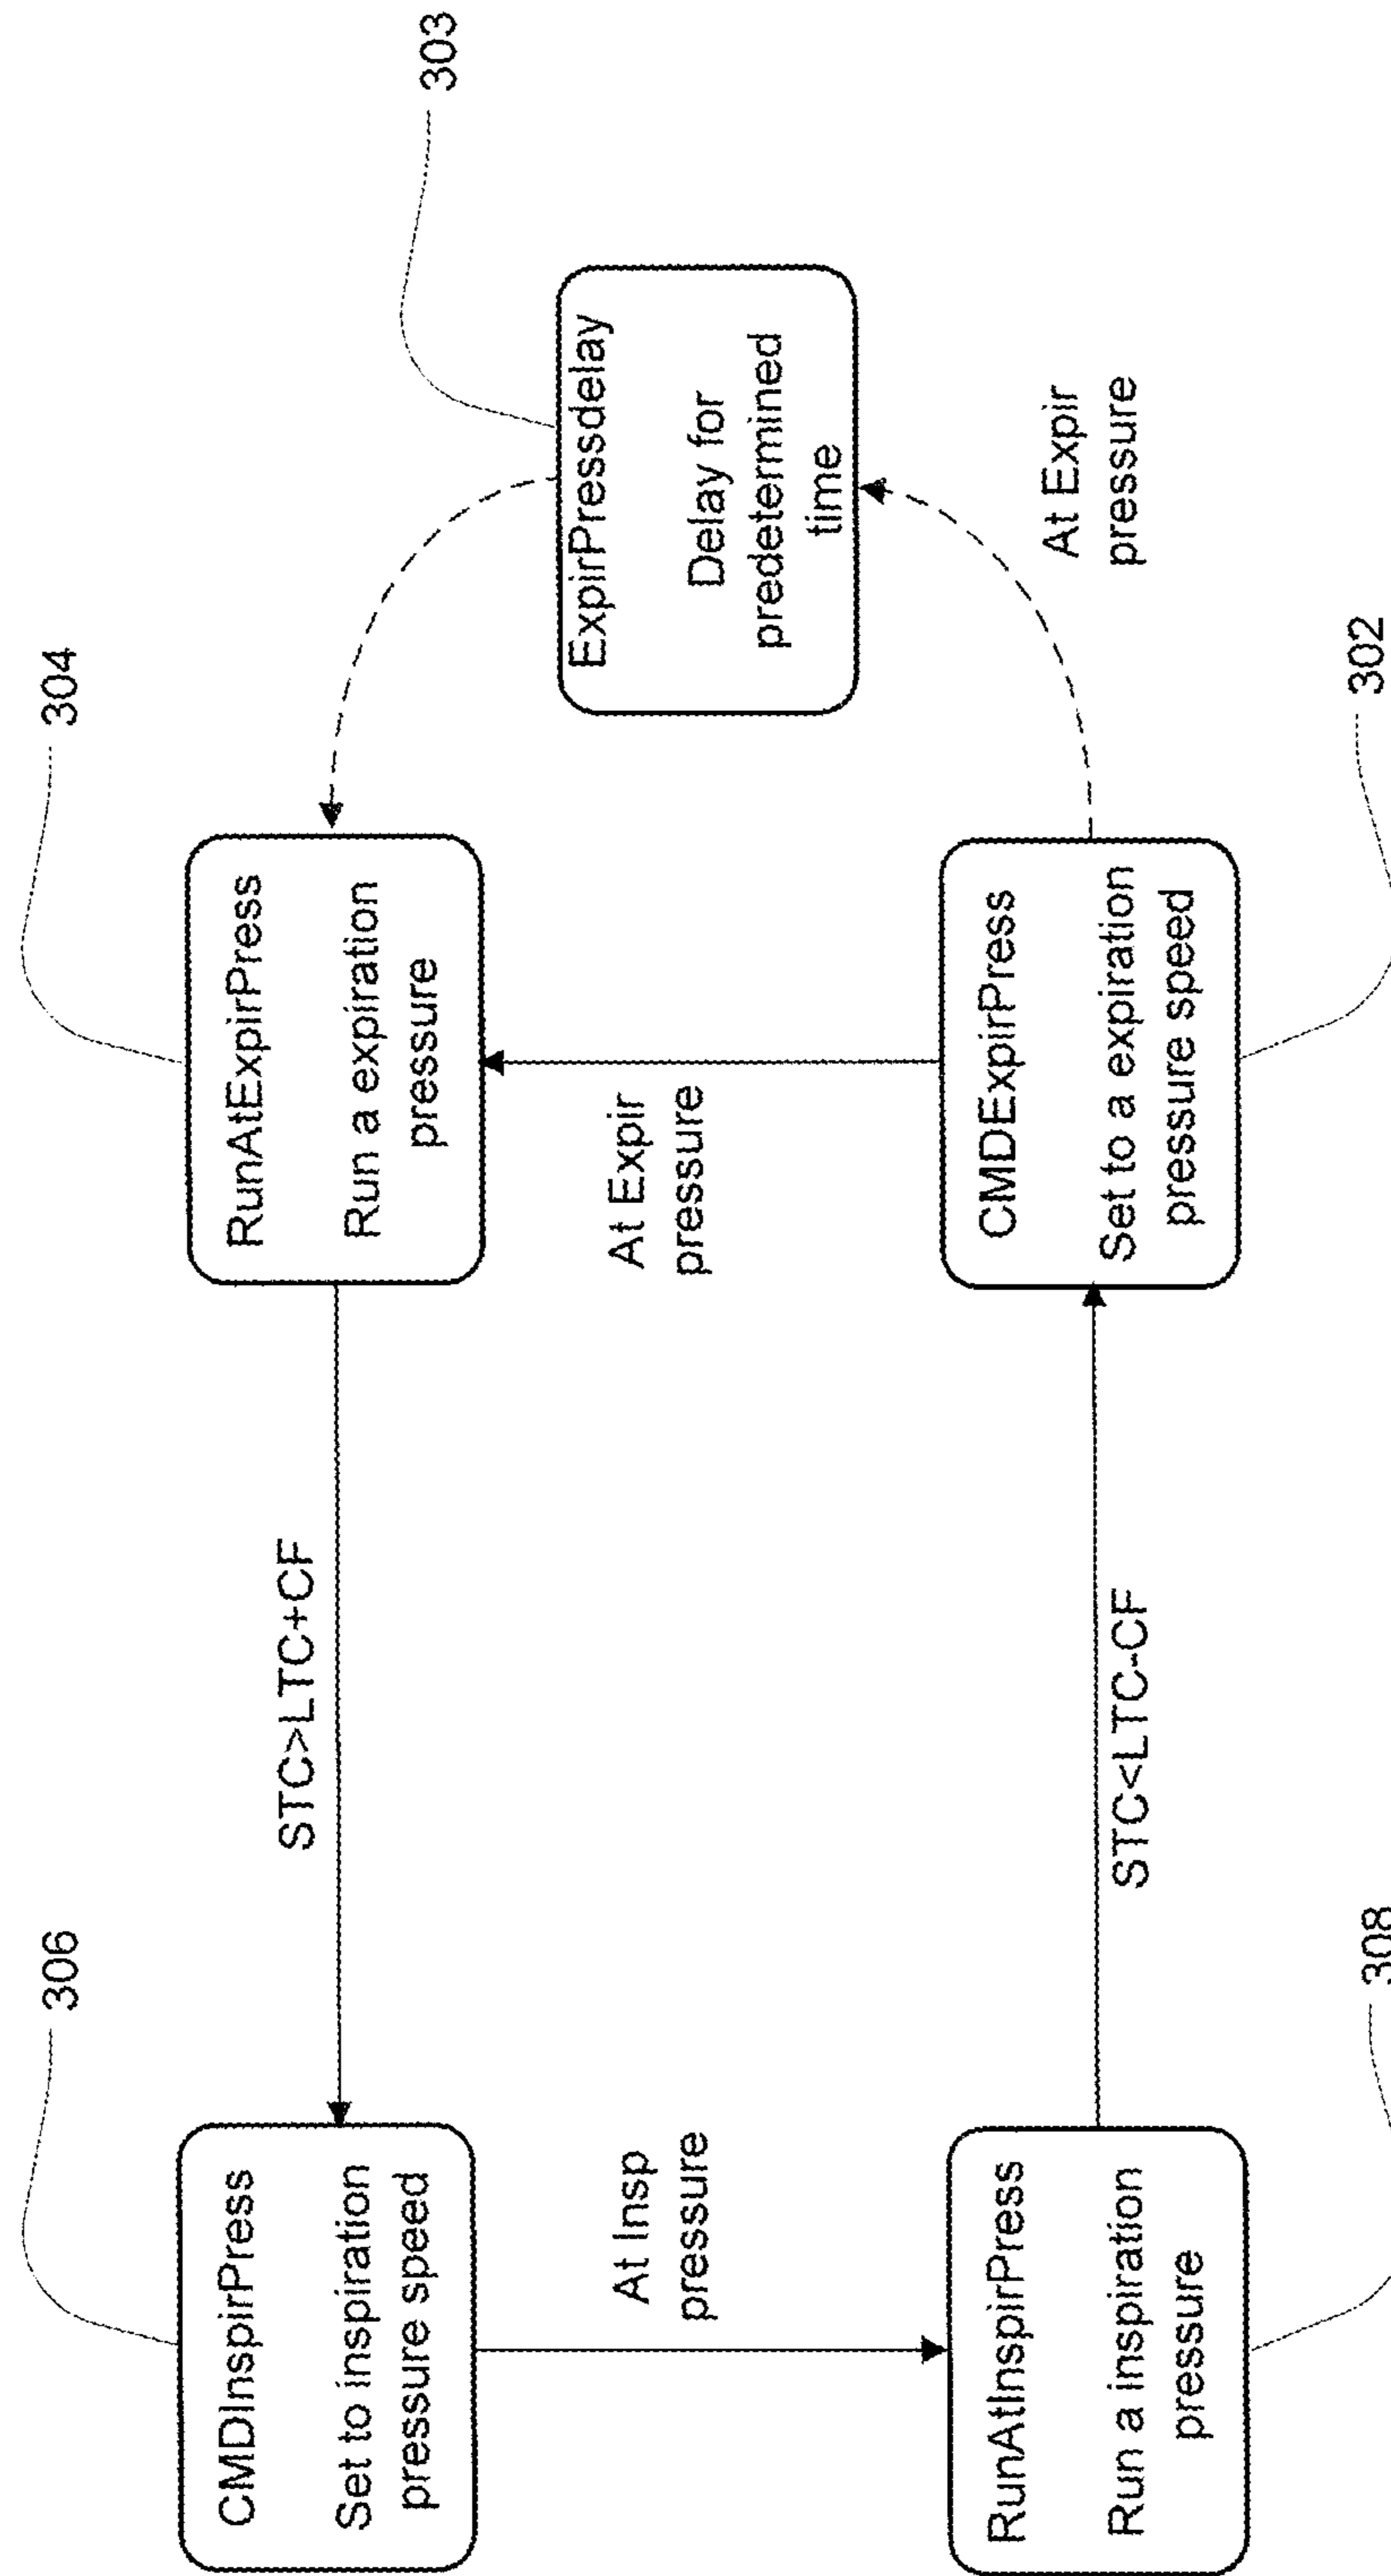 306
CMDInspirPress
Set to inspiration
pressure speed
STC>LTC+CF
304
RunAtExpirPress
Run a expiration
pressure
303
ExpirPressdelay
Delay for
predetermined
time
At Insp
pressure
At Expir
pressure
At Expir
pressure
RunAtInspirPress
Run a inspiration
pressure
308
STC<LTC-CF
CMDExpirPress
Set to a expiration
pressure speed
302